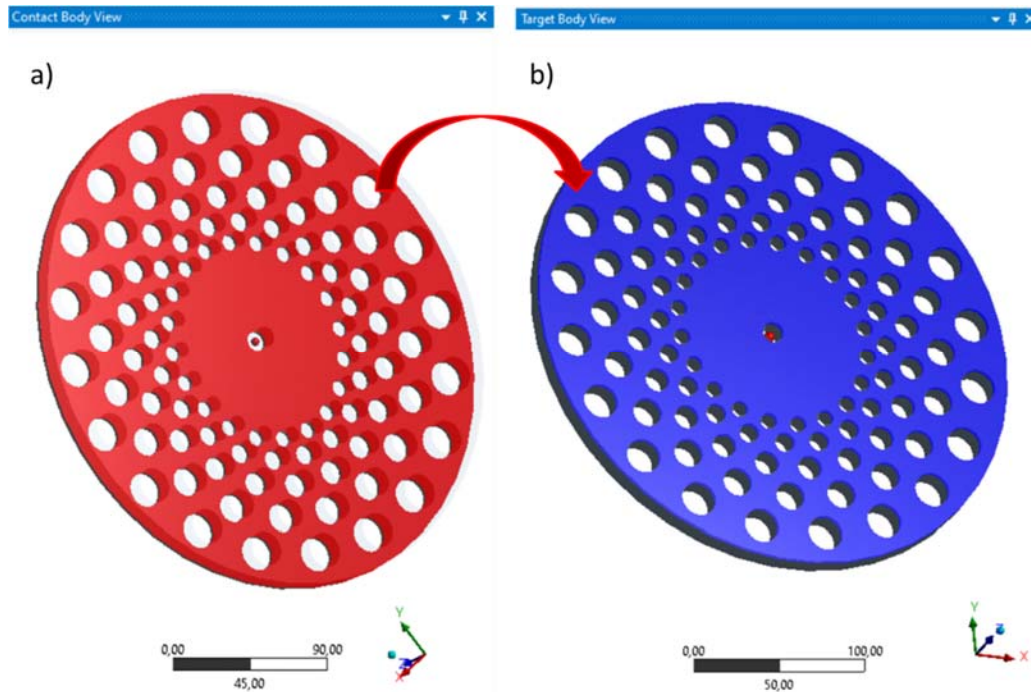 Contact Body View
Target Body View
a)
b)
Y
Z
X
0,00
90,00
45,00
Y
Z
X
0,00
100,00
50,00